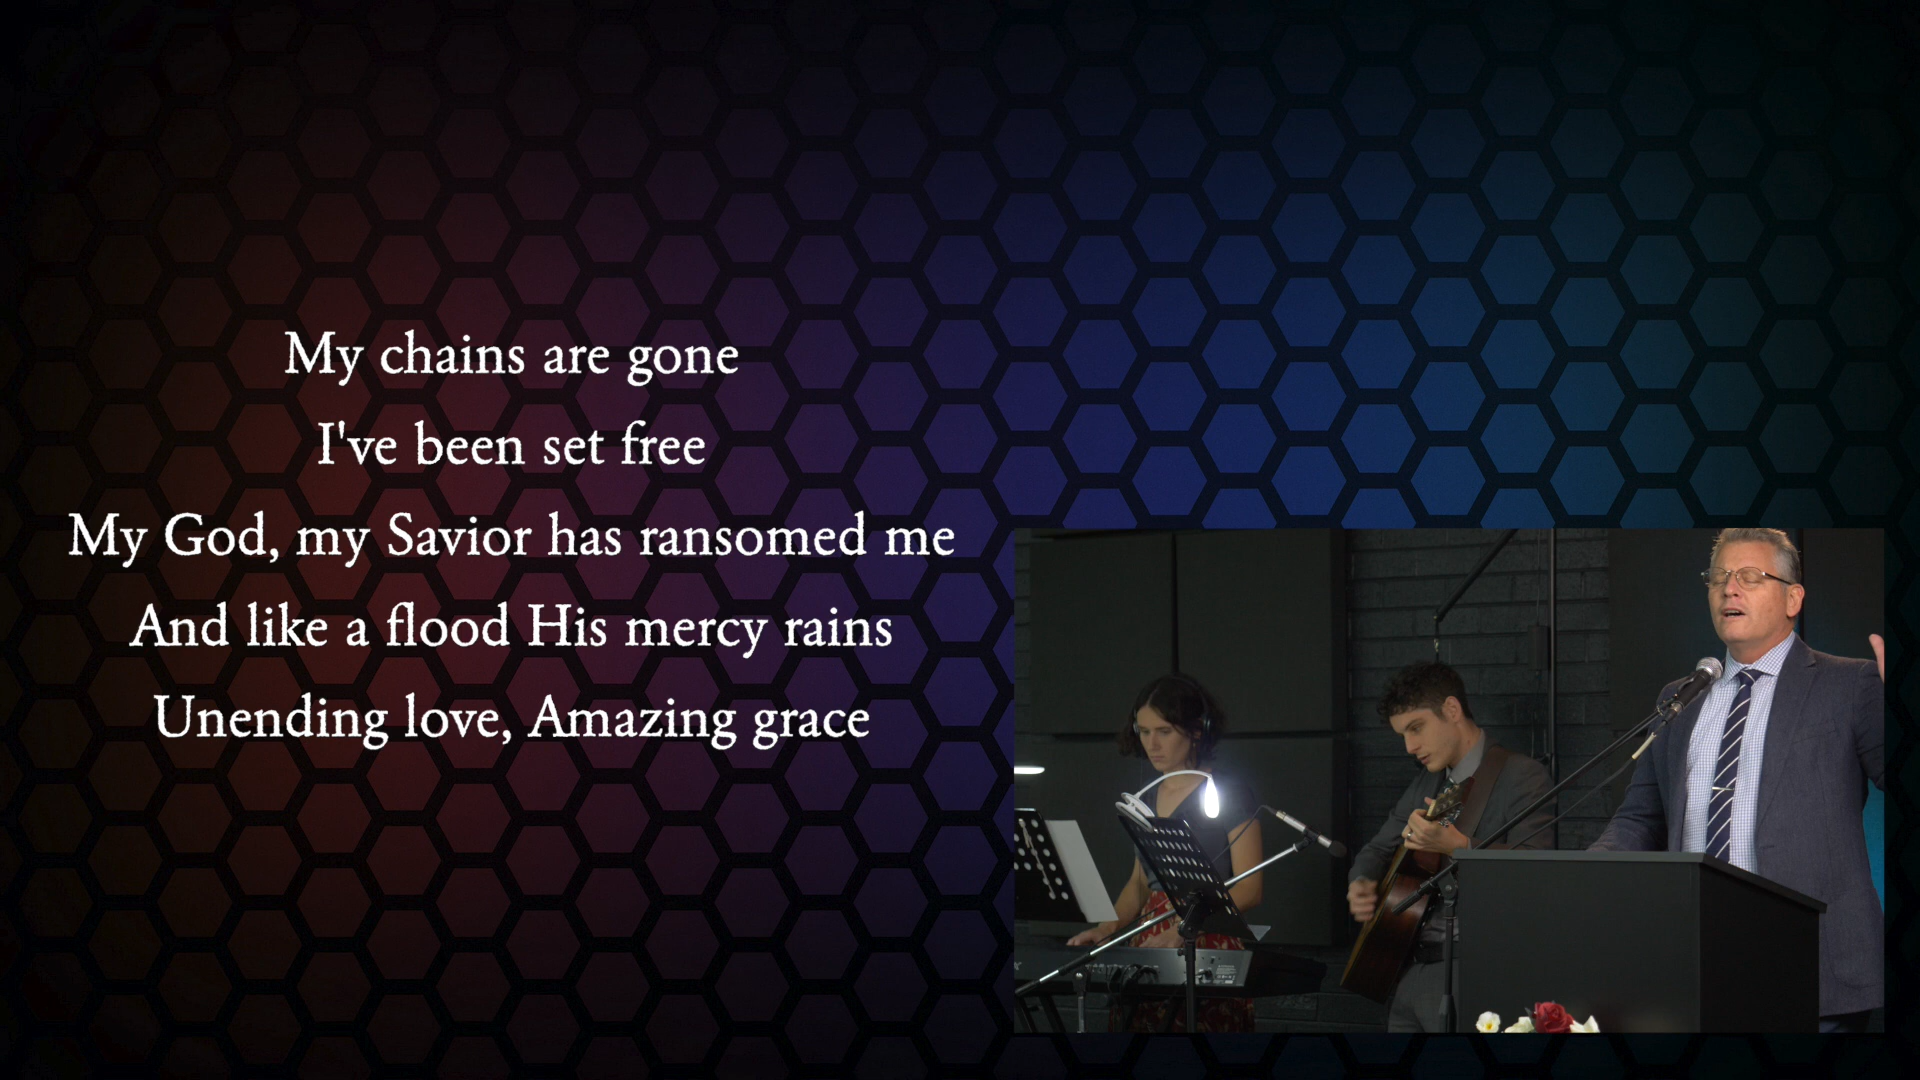 My chains are gone
I've been set free
My God, my Savior has ransomed me
And like a flood His mercy rains
Unending love, Amazing grace